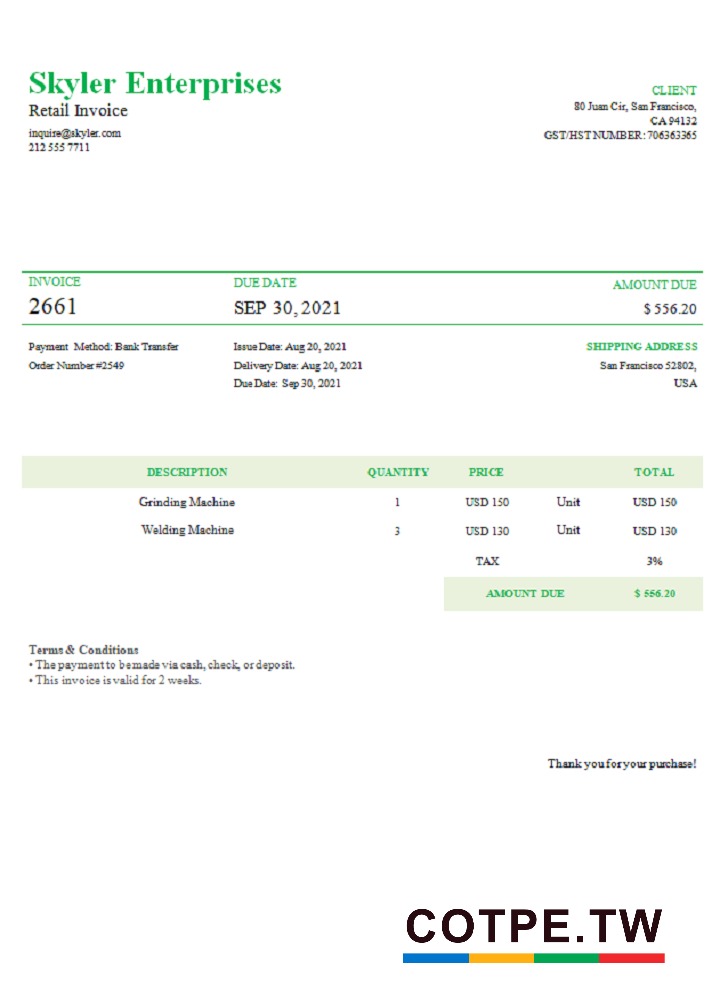 Skyler Enterprises
Retail Invoice
inquire@skyler.com
212 555 7711
CLIENT
80 Juan Cir, San Francisco,
CA 94132
GST/HST NUMBER: 706363365
INVOICE
2661
DUE DATE
SEP 30, 2021
AMOUNT DUE
$ 556.20
Payment Method: Bank Transfer
Order Number #2549
Issue Date: Aug 20, 2021
Delivery Date: Aug 20, 2021
Due Date: Sep 30, 2021
SHIPPING ADDRESS
San Francisco 52802,
USA
DESCRIPTION QUANTITY PRICE TOTAL
Grinding Machine 1 USD 150 Unit USD 150
Welding Machine 3 USD 130 Unit USD 130
TAX 3%
AMOUNT DUE $ 556.20
Terms & Conditions
• The payment to be made via cash, check, or deposit.
• This invoice is valid for 2 weeks.
Thank you for your purchase!
COTPE.TW